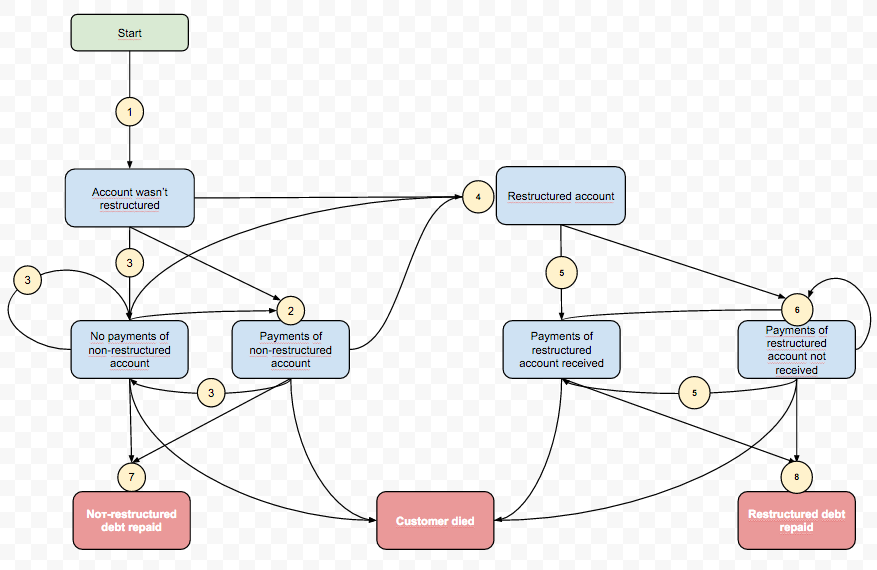 Start
1
Account wasn't
restructured
4
Restructured account
3
3
5
2
6
No payments of
non-restructured
account
Payments of
non-restructured
account
Payments of
restructured
account received
Payments of
restructured
account not
received
3
5
7
8
Noт-restructured
debt repaid
Customer died
Restructured debt
repaid